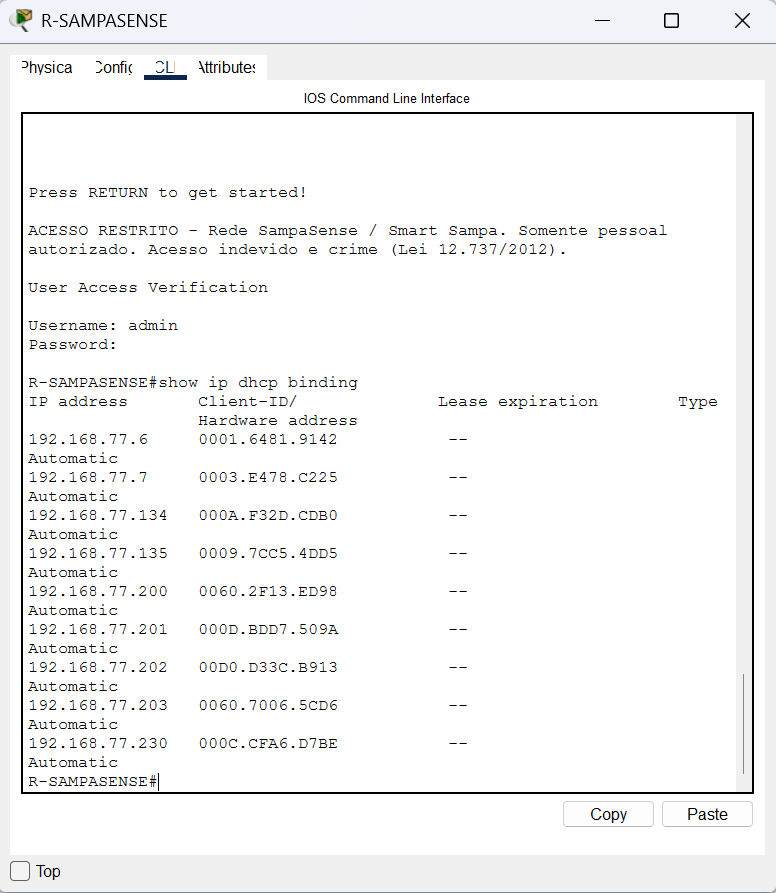 R-SAMPASENSE
Physical Config CLI Attributes
IOS Command Line Interface
Press RETURN to get started!
ACESSO RESTRITO - Rede SampaSense / Smart Sampa. Somente pessoal
autorizado. Acesso indevido e crime (Lei 12.737/2012).
User Access Verification
Username: admin
Password:
R-SAMPASENSE#show ip dhcp binding
IP address Client-ID/ Lease expiration Type
Hardware address
192.168.77.6 0001.6481.9142 --
Automatic
192.168.77.7 0003.E478.C225 --
Automatic
192.168.77.134 000A.F32D.CDB0 --
Automatic
192.168.77.135 0009.7CC5.4DD5 --
Automatic
192.168.77.200 0060.2F13.ED98 --
Automatic
192.168.77.201 000D.BDD7.509A --
Automatic
192.168.77.202 00D0.D33C.B913 --
Automatic
192.168.77.203 0060.7006.5CD6 --
Automatic
192.168.77.230 000C.CFA6.D7BE --
Automatic
R-SAMPASENSE#
Copy Paste
Top